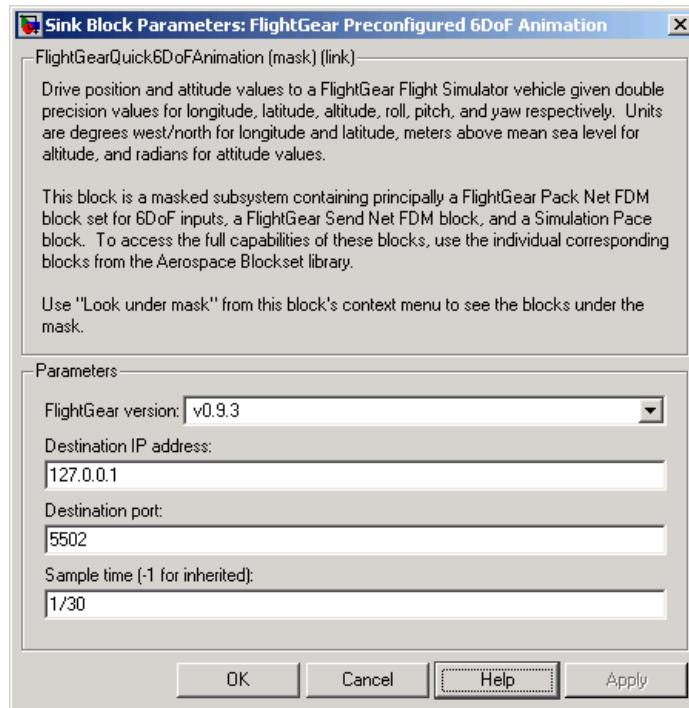 Sink Block Parameters: FlightGear Preconfigured 6DoF Animation
FlightGearQuick6DoFAnimation (mask) (link)
Drive position and attitude values to a FlightGear Flight Simulator vehicle given double
precision values for longitude, latitude, altitude, roll, pitch, and yaw respectively. Units
are degrees west/north for longitude and latitude, meters above mean sea level for
altitude, and radians for attitude values.
This block is a masked subsystem containing principally a FlightGear Pack Net FDM
block set for 6DoF inputs, a FlightGear Send Net FDM block, and a Simulation Pace
block. To access the full capabilities of these blocks, use the individual corresponding
blocks from the Aerospace Blockset library.
Use "Look under mask" from this block's context menu to see the blocks under the
mask.
Parameters
FlightGear version: v0.9.3
Destination IP address:
127.0.0.1
Destination port:
5502
Sample time (-1 for inherited):
1/30
OK Cancel Help Apply